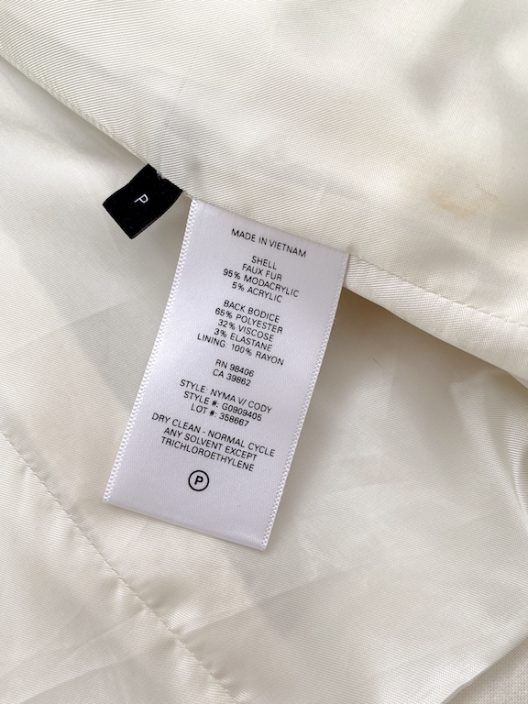 P
MADE IN VIETNAM
SHELL
FAUX FUR
95% MODACRYLIC
5% ACRYLIC
BACK BODICE
65% POLYESTER
32% VISCOSE
3% ELASTANE
LINING: 100% RAYON
RN 98406
CA 39862
STYLE: NYMA V/ CODY
STYLE #: G0909405
LOT #: 358667
DRY CLEAN - NORMAL CYCLE
ANY SOLVENT EXCEPT
TRICHLOROETHYLENE
P